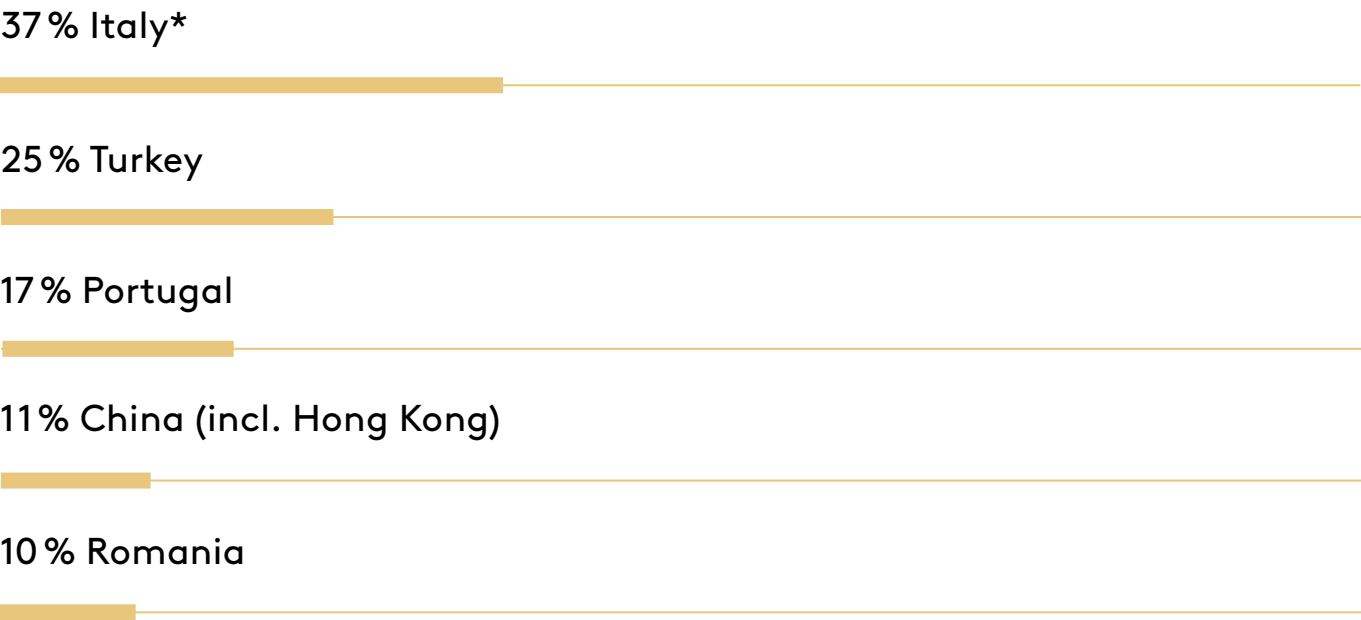 37 % Italy*
25 % Turkey
17 % Portugal
11 % China (incl. Hong Kong)
10 % Romania